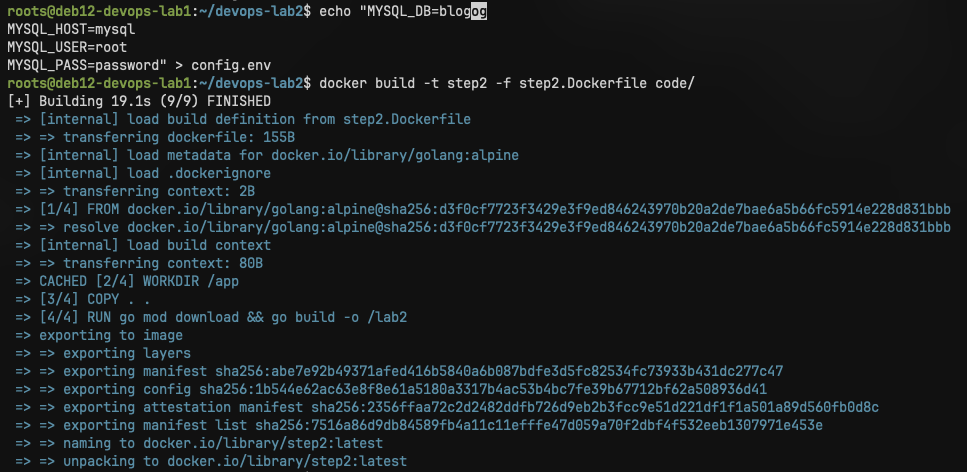 roots@deb12-devops-lab1:~/devops-lab2$ echo "MYSQL_DB=blogog
MYSQL_HOST=mysql
MYSQL_USER=root
MYSQL_PASS=password" > config.env
roots@deb12-devops-lab1:~/devops-lab2$ docker build -t step2 -f step2.Dockerfile code/
[+] Building 19.1s (9/9) FINISHED
=> [internal] load build definition from step2.Dockerfile
=> => transferring dockerfile: 155B
=> [internal] load metadata for docker.io/library/golang:alpine
=> [internal] load .dockerignore
=> => transferring context: 2B
=> [1/4] FROM docker.io/library/golang:alpine@sha256:d3f0cf7723f3429e3f9ed846243970b20a2de7bae6a5b66fc5914e228d831bbb
=> => resolve docker.io/library/golang:alpine@sha256:d3f0cf7723f3429e3f9ed846243970b20a2de7bae6a5b66fc5914e228d831bbb
=> [internal] load build context
=> => transferring context: 80B
=> CACHED [2/4] WORKDIR /app
=> [3/4] COPY . .
=> [4/4] RUN go mod download && go build -o /lab2
=> exporting to image
=> => exporting layers
=> => exporting manifest sha256:abe7e92b49371afed416b5840a6b087bdfe3d5fc82534fc73933b431dc277c47
=> => exporting config sha256:1b544e62ac63e8f8e61a5180a3317b4ac53b4bc7fe39b67712bf62a508936d41
=> => exporting attestation manifest sha256:2356ffaa72c2d2482ddfb726d9eb2b3fcc9e51d221df1f1a501a89d560fb0d8c
=> => exporting manifest list sha256:7516a86d9db84589fb4a11c11efffe47d059a70f2dbf4f532eeb1307971e453e
=> => naming to docker.io/library/step2:latest
=> => unpacking to docker.io/library/step2:latest